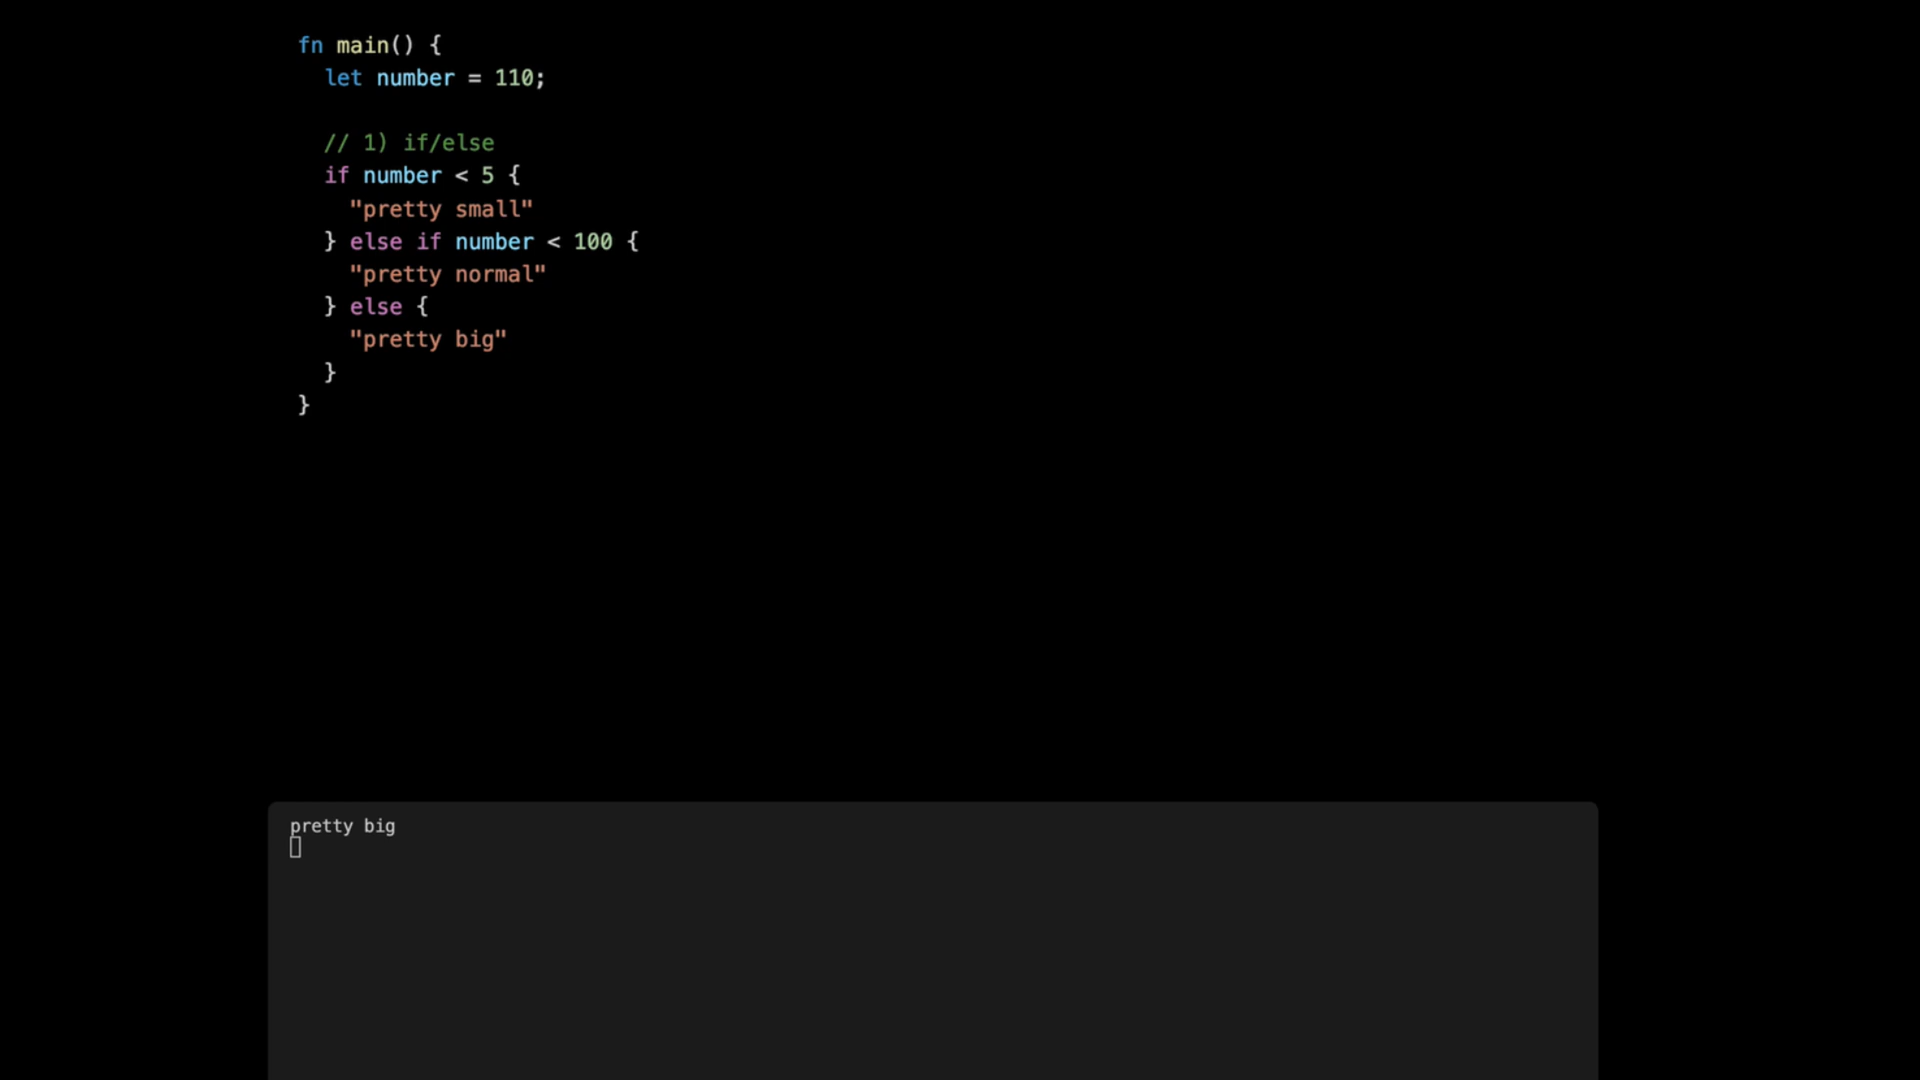 fn main() {
let number = 110;
// 1) if/else
if number < 5 {
"pretty small"
} else if number < 100 {
"pretty normal"
} else {
"pretty big"
}
}
pretty big